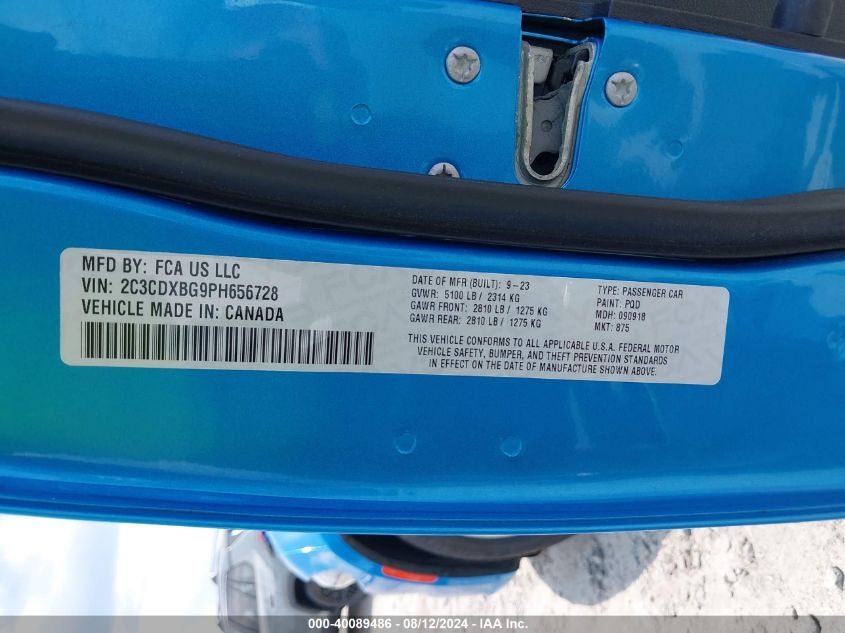 MFD BY: FCA US LLC
VIN: 2C3CDXBG9PH656728
VEHICLE MADE IN: CANADA
DATE OF MFR (BUILT): 9-23
GVWR: 5100 LB / 2314 KG
GAWR FRONT: 2810 LB / 1275 KG
GAWR REAR: 2810 LB / 1275 KG
TYPE: PASSENGER CAR
PAINT: PQD
MDH: 090918
MKT: 875
THIS VEHICLE CONFORMS TO ALL APPLICABLE U.S.A. FEDERAL MOTOR
VEHICLE SAFETY, BUMPER, AND THEFT PREVENTION STANDARDS
IN EFFECT ON THE DATE OF MANUFACTURE SHOWN ABOVE.
000-40089486 - 08/12/2024 - IAA Inc.